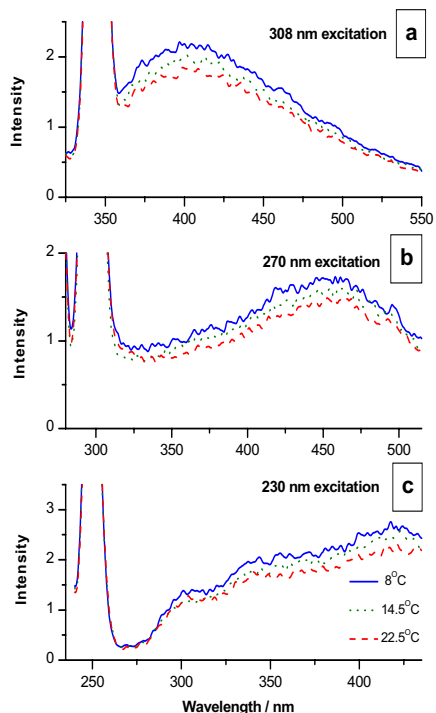 308 nm excitation a
Intensity
2
1
0
350 400 450 500 550
270 nm excitation b
Intensity
2
1
0
300 350 400 450 500
230 nm excitation c
Intensity
3
2
1
0
8°C
14.5°C
22.5°C
250 300 350 400
Wavelength / nm